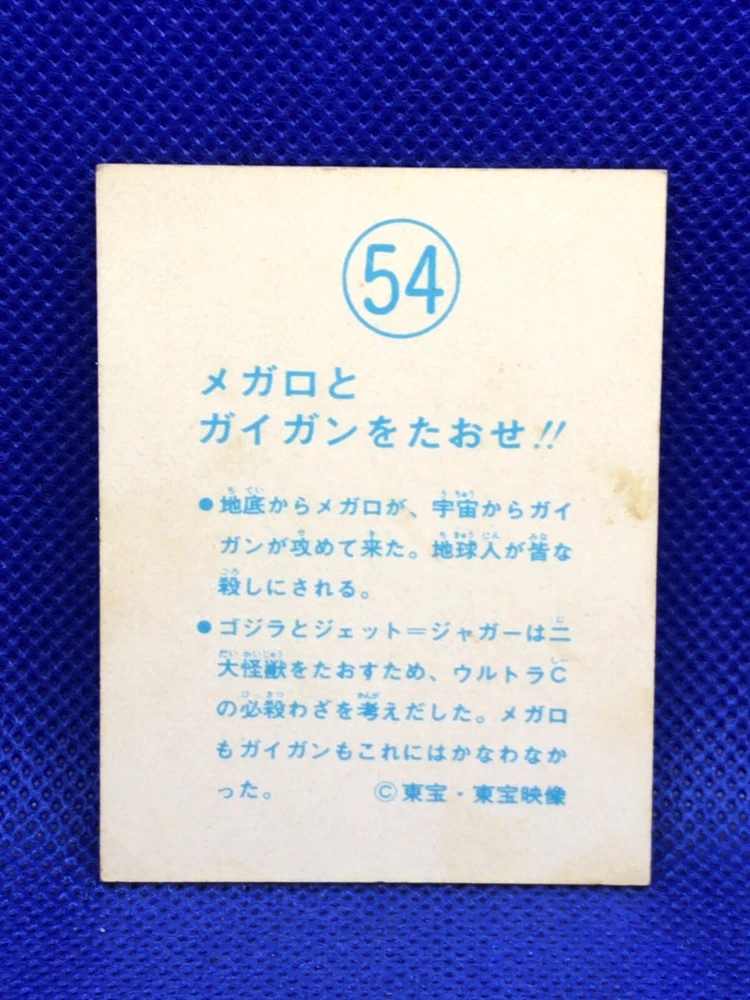 54
メガロと
ガイガンをたおせ!!
●地底からメガロが、宇宙からガイ
ガンが攻めて来た。地球人が皆な
殺しにされる。
●ゴジラとジェット＝ジャガーは二
大怪獣をたおすため、ウルトラC
の必殺わざを考えだした。メガロ
もガイガンもこれにはかなわなか
った。 ©東宝・東宝映像